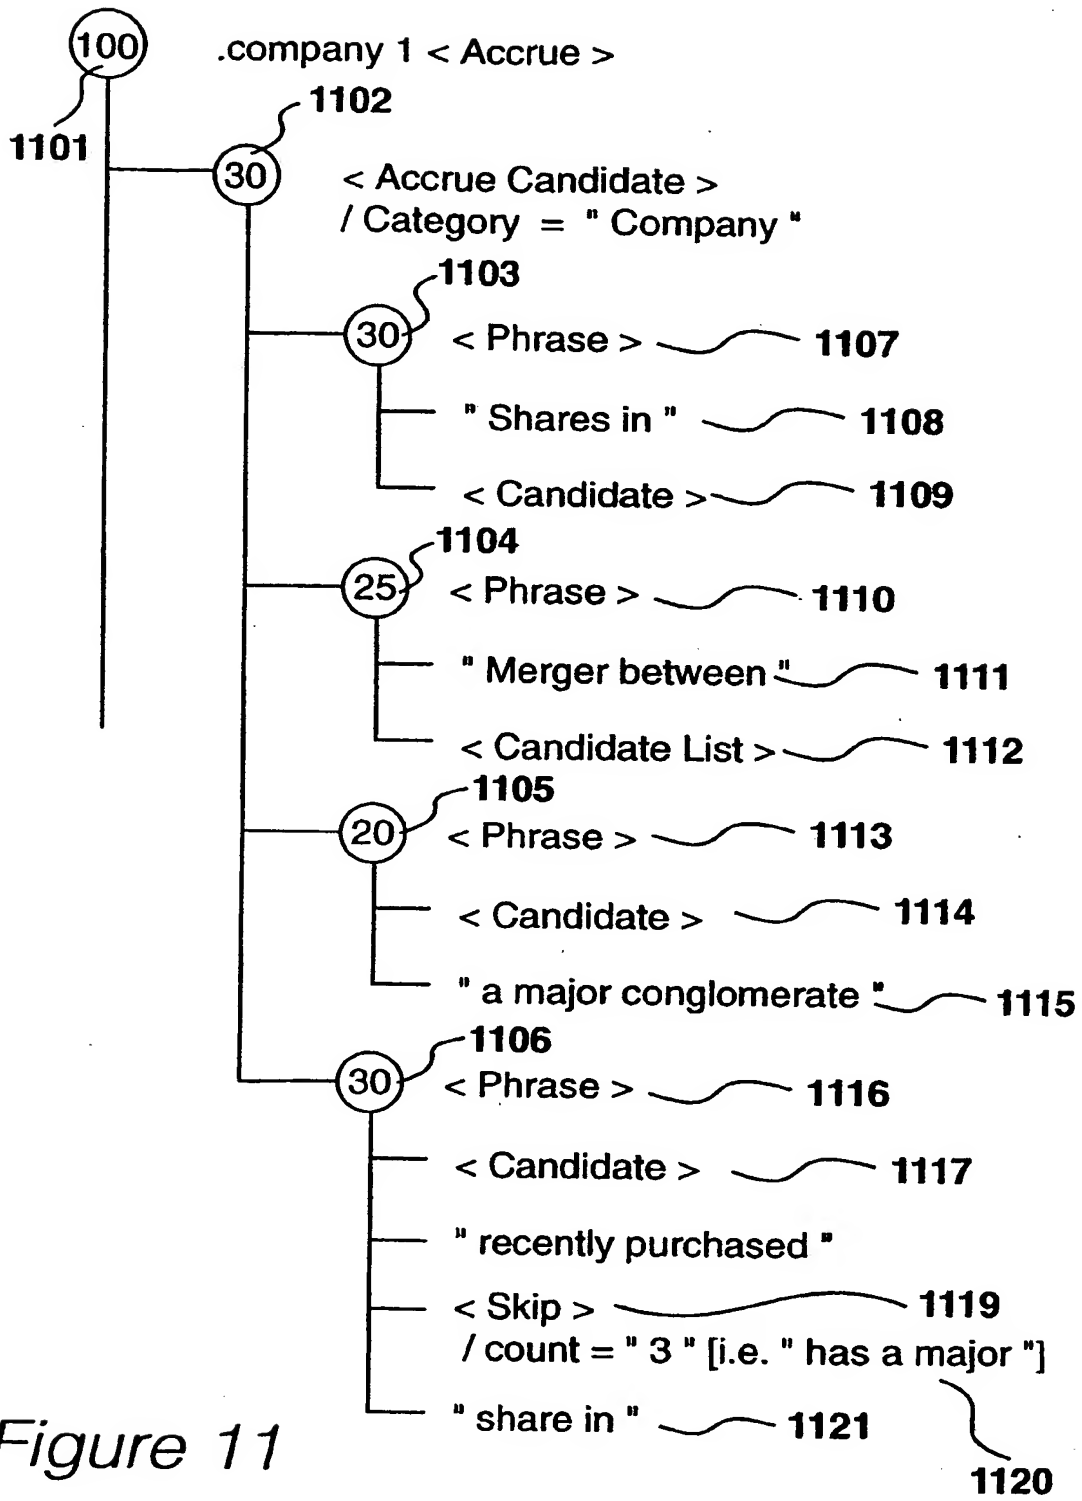 100 .company 1 < Accrue >
1102
1101
30 < Accrue Candidate >
/ Category = " Company "
1103
30 < Phrase > 1107
" Shares in " 1108
< Candidate > 1109
1104
25 < Phrase > 1110
" Merger between " 1111
< Candidate List > 1112
1105
20 < Phrase > 1113
< Candidate > 1114
" a major conglomerate " 1115
1106
30 < Phrase > 1116
< Candidate > 1117
" recently purchased "
< Skip > 1119
/ count = " 3 " [i.e. " has a major "]
" share in " 1121
Figure 11
1120